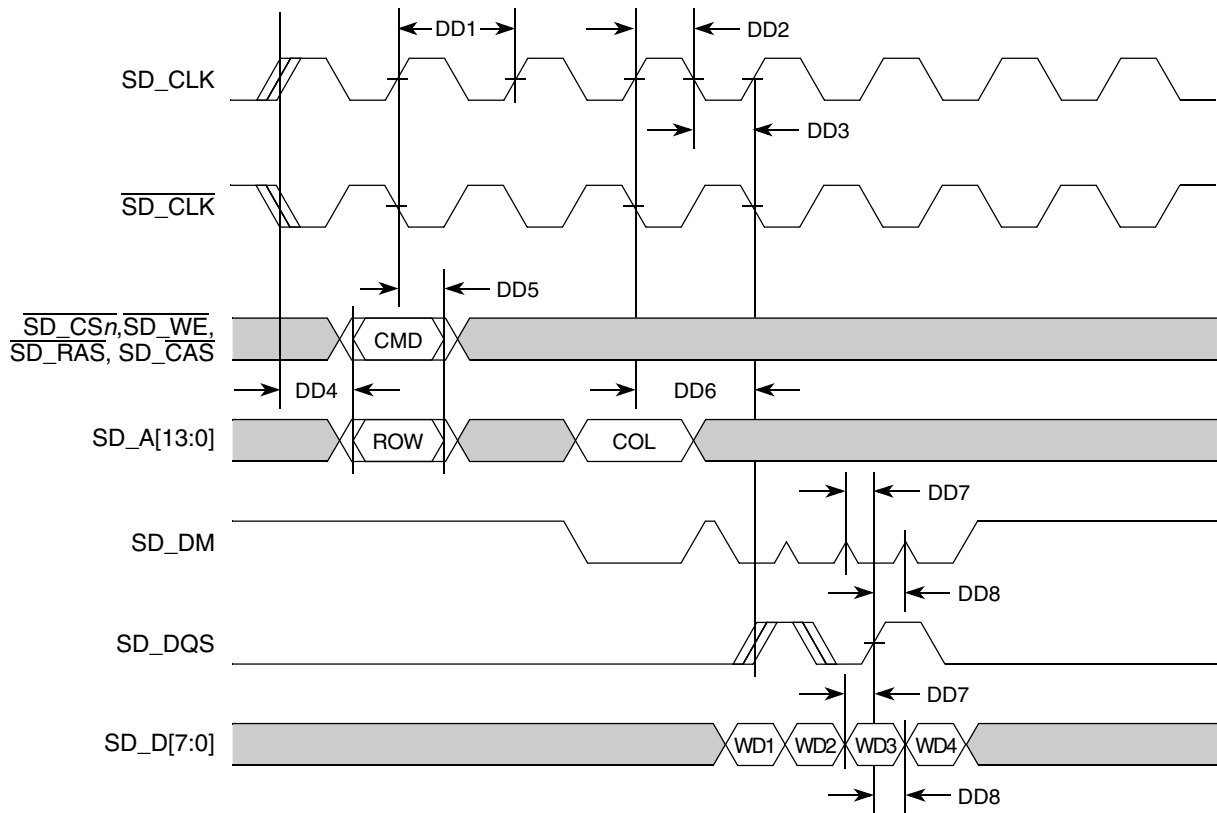 DD1
DD2
SD_CLK
DD3
SD_CLK
DD5
SD_CSn,SD_WE,
SD_RAS, SD_CAS
CMD
DD4
DD6
SD_A[13:0]
ROW
COL
DD7
SD_DM
DD8
SD_DQS
DD7
SD_D[7:0]
WD1
WD2
WD3
WD4
DD8